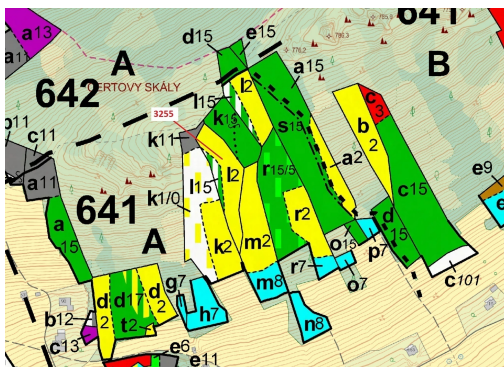 641
a13
d15
e15
A
B
a11
a15
ČERTOVY SKÁLY
642
l15
l2
c3
3255
k15
b11
c11
k11
s15
b2
a2
a11
l15
l2
r15/5
c15
k1/0
a15
641
A
k2
m2
r2
d15
o15
p7
e9
e
c101
d2
d17
d2
g7
r7
o7
m8
b12
t2
h7
n8
c13
e6
e11